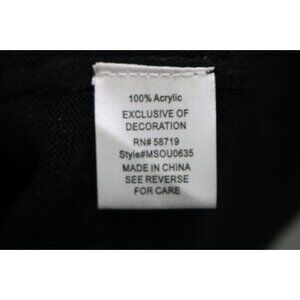 100% Acrylic
EXCLUSIVE OF
DECORATION
RN# 58719
Style#MSOU0635
MADE IN CHINA
SEE REVERSE
FOR CARE